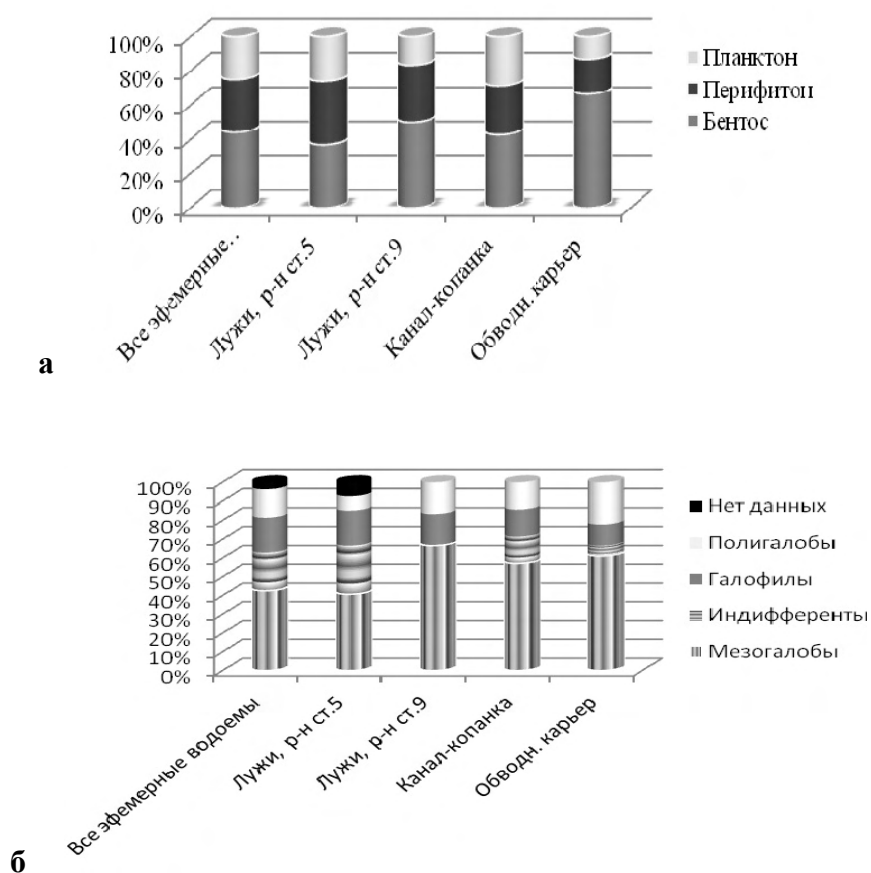 100%
80%
60%
40%
20%
0%
Планктон
Перифитон
Бентос
Все эфемерные...
Лужи, р-н ст.5
Лужи, р-н ст.9
Канал-копанка
Обводн. карьер
а
100%
90%
80%
70%
60%
50%
40%
30%
20%
10%
0%
Нет данных
Полигалобы
Галофилы
Индифференты
Мезогалобы
Все эфемерные водоемы
Лужи, р-н ст.5
Лужи, р-н ст.9
Канал-копанка
Обводн. карьер
б